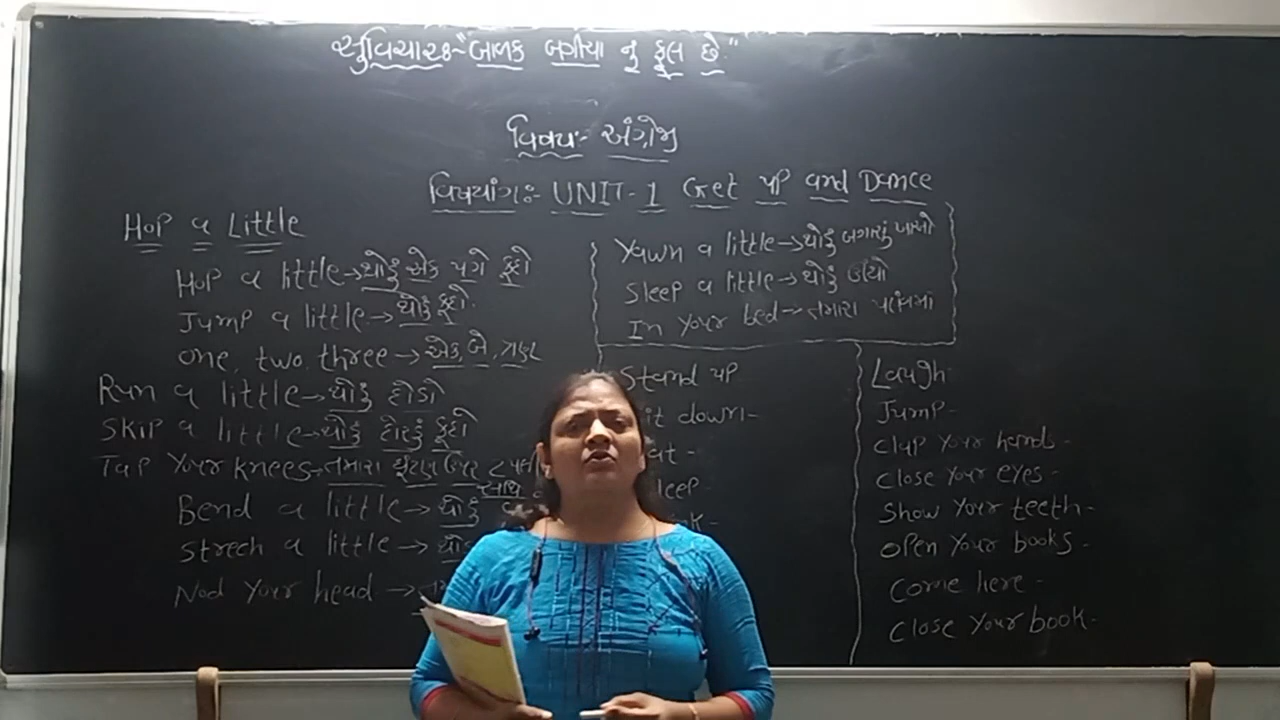 સુવિચારઃ- "બાળક બગીચા નુ ફૂલ છે"
વિષયઃ- અંગ્રેજી
વિષયાંગઃ- UNIT-1 Get up and Dance
Hop a Little
Hop a little → થોડું એક પગે કૂદો
Jump a little → થોડું કૂદો.
one, two three → એક, બે, ત્રણ
Run a little → થોડું દોડો
Skip a little → થોડું દોરડું કૂદો
Tap Your knees → તમારા ઘૂંટણ ઉપર
સાથે
Bend a little → થોડું
Strech a little →
Nod Your head →
Yawn a little → થોડું બગાસું ખાઓ
Sleep a little → થોડું ઊંઘો
In Your bed → તમારા પલંગમાં
Stand up
down -
Laugh-
Jump -
Clap Your hands -
Close Your eyes -
Show Your teeth -
Open Your books -
Come here -
Close Your book -